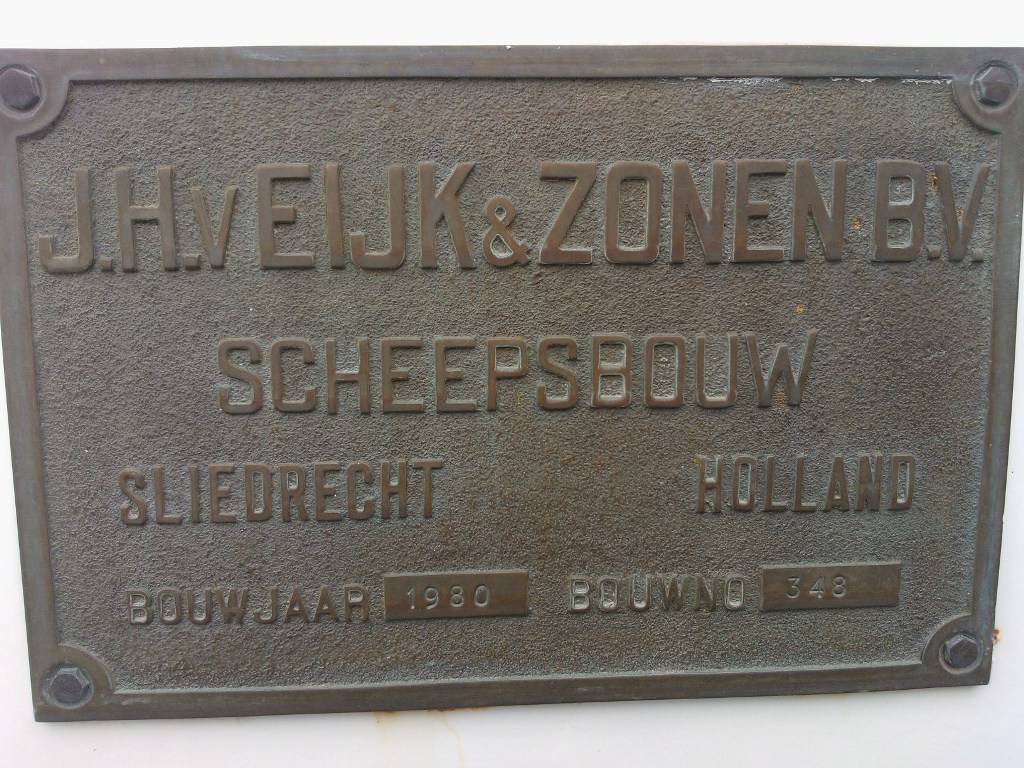 J.H.V EIJK & ZONEN B.V.
SCHEEPSBOUW
SLIEDRECHT HOLLAND
BOUWJAAR 1980 BOUWNO 348